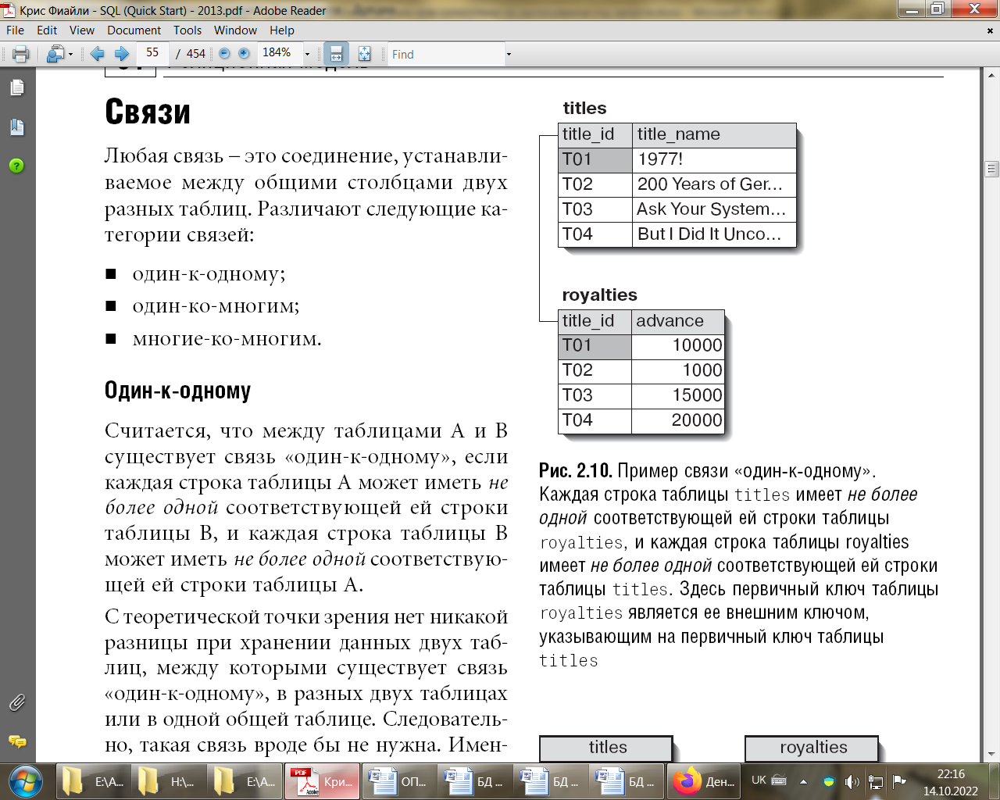 Крис Фиайли - SQL (Quick Start) - 2013.pdf - Adobe Reader
File Edit View Document Tools Window Help
55 / 454 184% Find
Связи
Любая связь – это соединение, устанавли-
ваемое между общими столбцами двух
разных таблиц. Различают следующие ка-
тегории связей:
■ один-к-одному;
■ один-ко-многим;
■ многие-ко-многим.
Один-к-одному
Считается, что между таблицами А и В
существует связь «один-к-одному», если
каждая строка таблицы А может иметь не
более одной соответствующей ей строки
таблицы В, и каждая строка таблицы В
может иметь не более одной соответствую-
щей ей строки таблицы А.
С теоретической точки зрения нет никакой
разницы при хранении данных двух таб-
лиц, между которыми существует связь
«один-к-одному», в разных двух таблицах
или в одной общей таблице. Следователь-
но, такая связь вроде бы не нужна. Имен-
titles
title_id title_name
T01 1977!
T02 200 Years of Ger...
T03 Ask Your System...
T04 But I Did It Unco...
royalties
title_id advance
T01 10000
T02 1000
T03 15000
T04 20000
Рис. 2.10. Пример связи «один-к-одному».
Каждая строка таблицы titles имеет не более
одной соответствующей ей строки таблицы
royalties, и каждая строка таблицы royalties
имеет не более одной соответствующей ей строки
таблицы titles. Здесь первичный ключ таблицы
royalties является ее внешним ключом,
указывающим на первичный ключ таблицы
titles
titles royalties
E:\A... H:\... E:\A... Кри... ОП... БД ... БД ... БД ... Ден... UK 22:16
14.10.2022